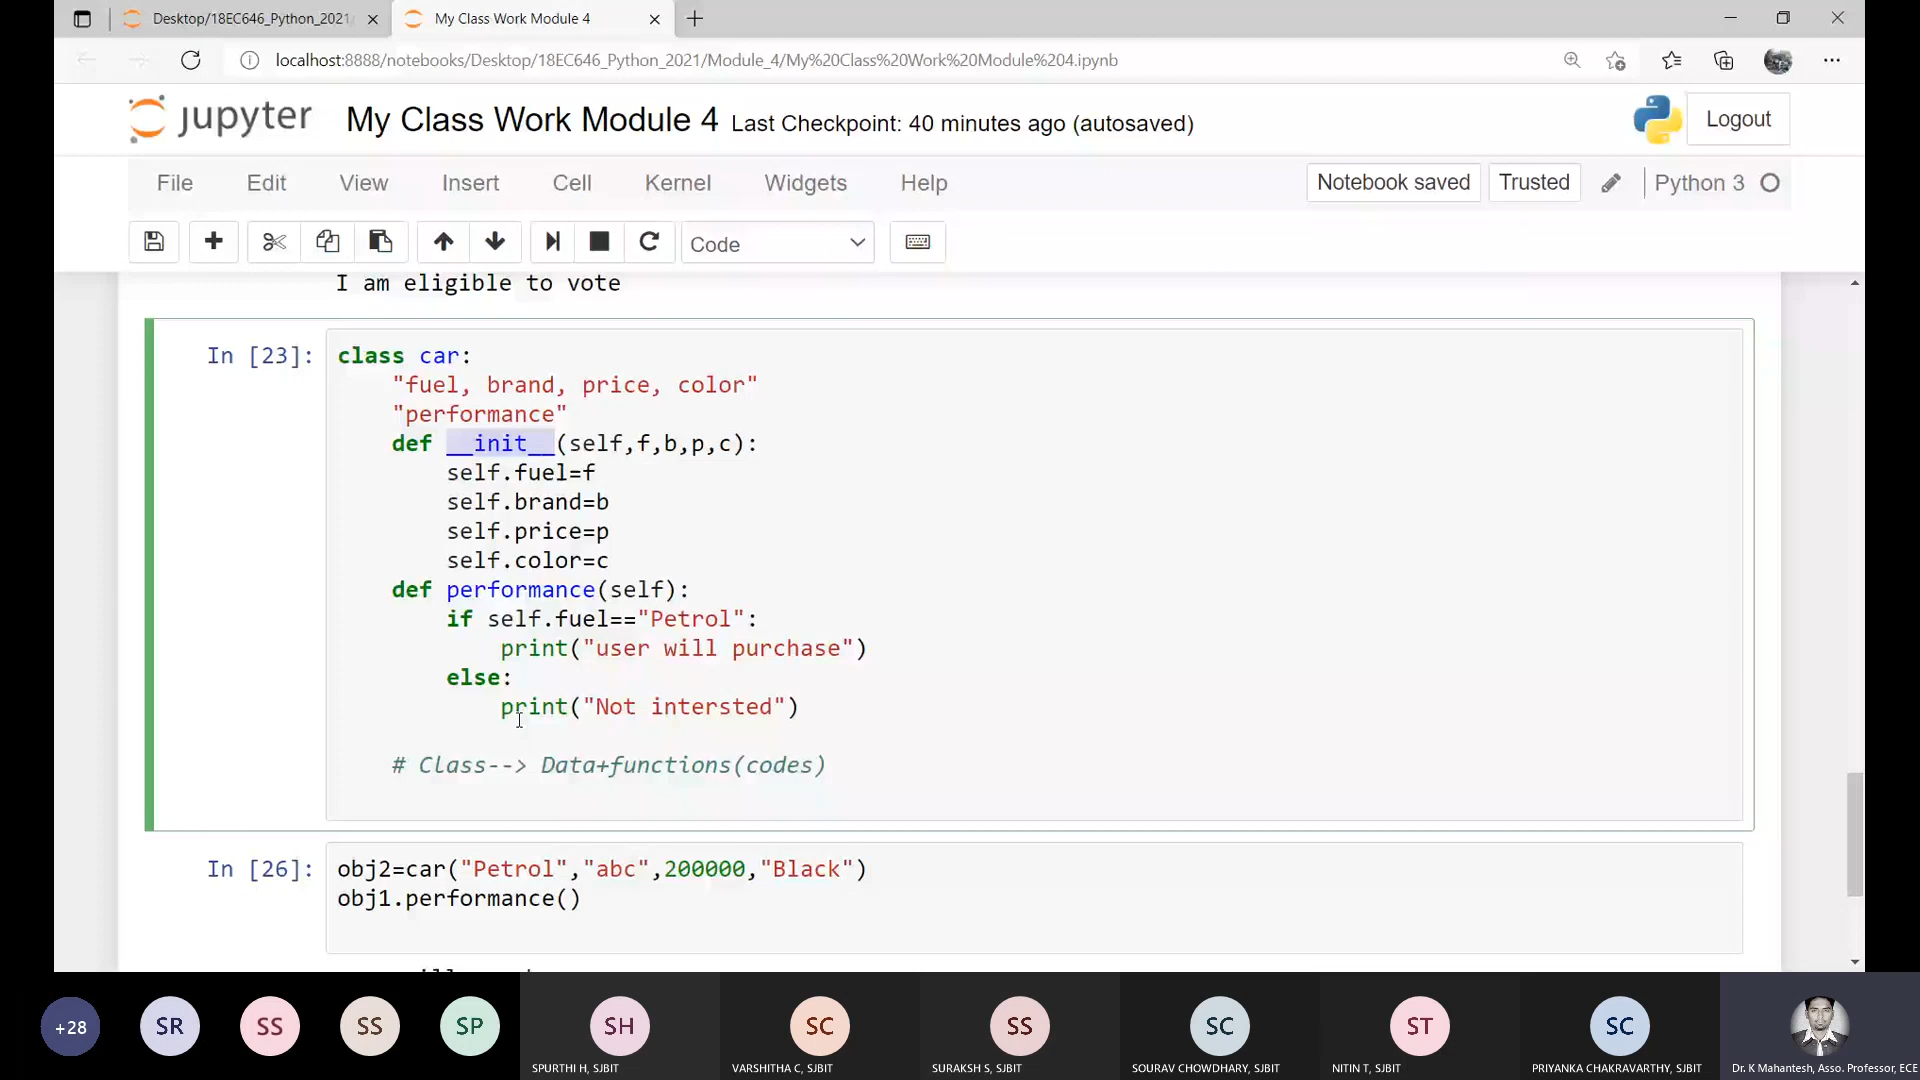 Desktop/18EC646_Python_2021
My Class Work Module 4
localhost:8888/notebooks/Desktop/18EC646_Python_2021/Module_4/My%20Class%20Work%20Module%204.ipynb
jupyter My Class Work Module 4 Last Checkpoint: 40 minutes ago (autosaved)
Logout
File Edit View Insert Cell Kernel Widgets Help
Notebook saved Trusted Python 3
Code
I am eligible to vote
In [23]:
class car:
"fuel, brand, price, color"
"performance"
def __init__(self,f,b,p,c):
self.fuel=f
self.brand=b
self.price=p
self.color=c
def performance(self):
if self.fuel=="Petrol":
print("user will purchase")
else:
print("Not intersted")
# Class--> Data+functions(codes)
In [26]:
obj2=car("Petrol","abc",200000,"Black")
obj1.performance()
+28 SR SS SS SP SH SC SS SC ST SC
SPURTHI H, SJBIT VARSHITHA C, SJBIT SURAKSH S, SJBIT SOURAV CHOWDHARY, SJBIT NITIN T, SJBIT PRIYANKA CHAKRAVARTHY, SJBIT Dr. K Mahantesh, Asso. Professor, ECE